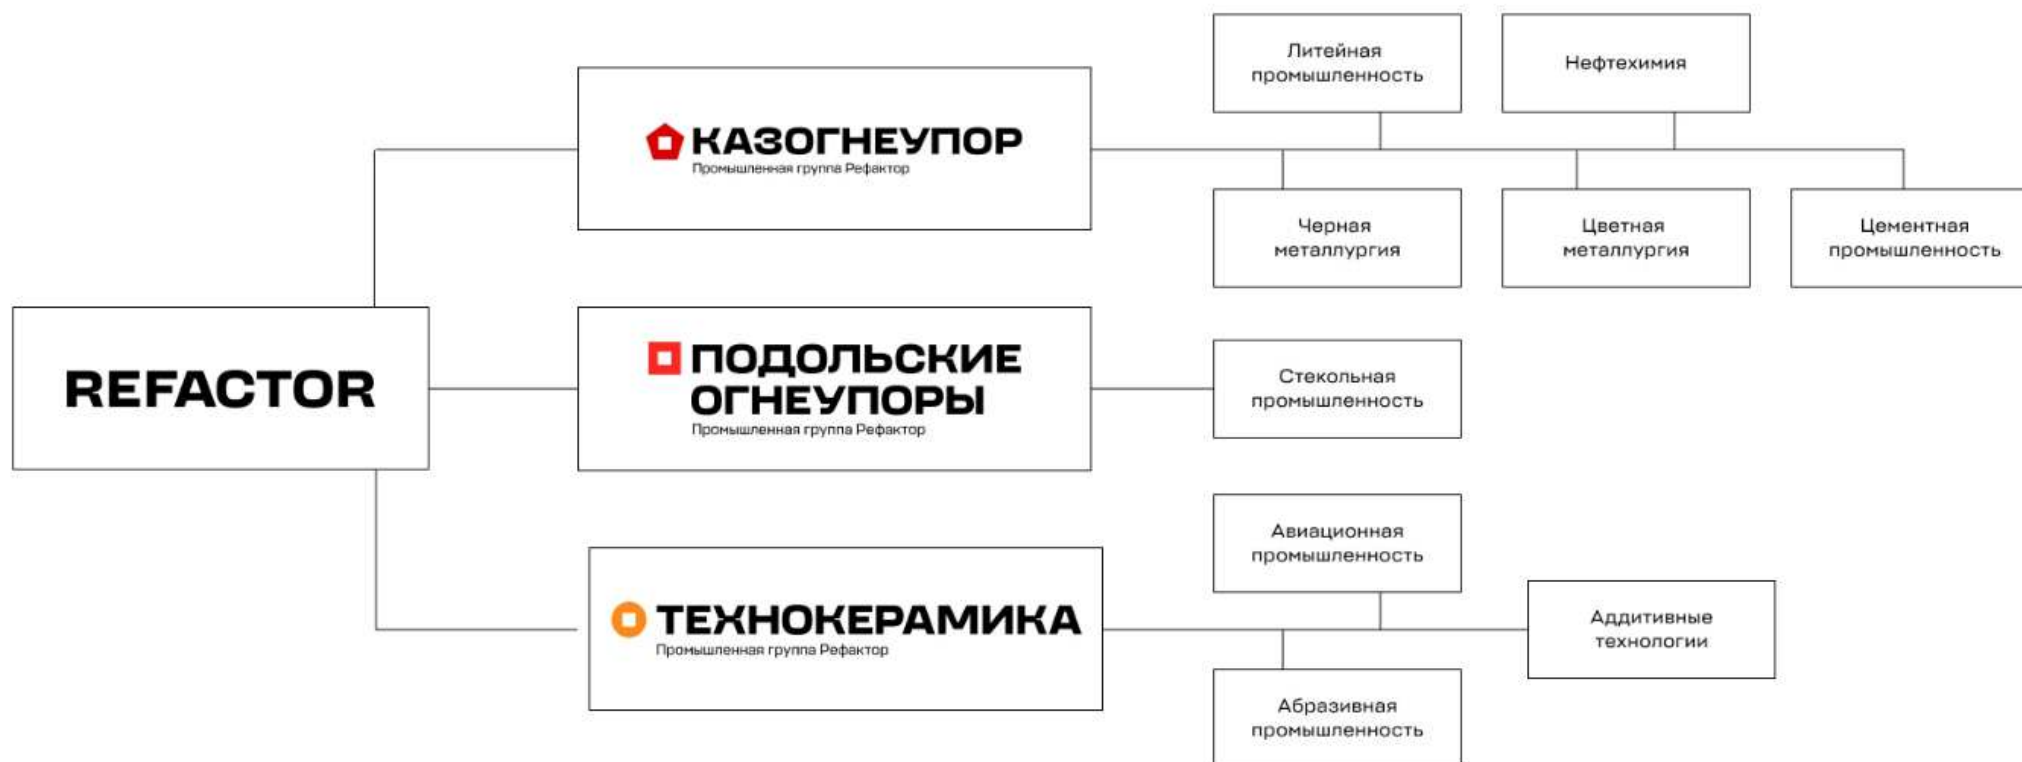 REFACTOR
КАЗОГНЕУПОР
Промышленная группа Рефактор
Литейная
промышленность
Нефтехимия
Черная
металлургия
Цветная
металлургия
Цементная
промышленность
ПОДОЛЬСКИЕ
ОГНЕУПОРЫ
Промышленная группа Рефактор
Стекольная
промышленность
ТЕХНОКЕРАМИКА
Промышленная группа Рефактор
Авиационная
промышленность
Аддитивные
технологии
Абразивная
промышленность